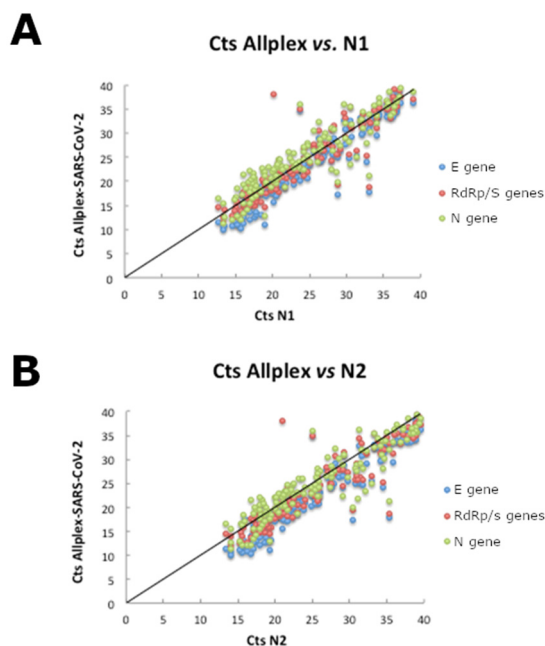 A
Cts Allplex vs. N1
Cts Allplex-SARS-CoV-2
40
35
30
25
20
15
10
5
0
0 5 10 15 20 25 30 35 40
Cts N1
E gene
RdRp/S genes
N gene
B
Cts Allplex vs N2
Cts Allplex-SARS-CoV-2
40
35
30
25
20
15
10
5
0
0 5 10 15 20 25 30 35 40
Cts N2
E gene
RdRp/s genes
N gene